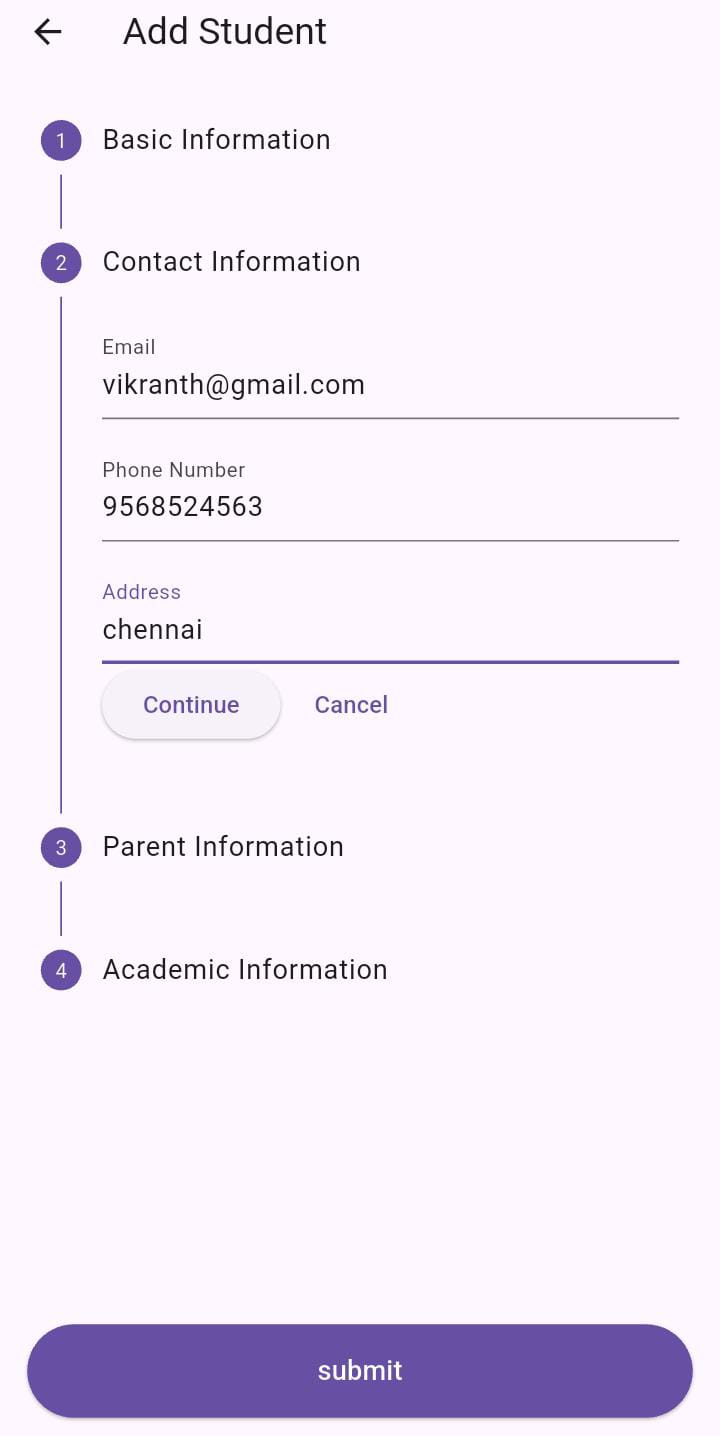 Add Student
1 Basic Information
2 Contact Information
Email
vikranth@gmail.com
Phone Number
9568524563
Address
chennai
Continue Cancel
3 Parent Information
4 Academic Information
submit